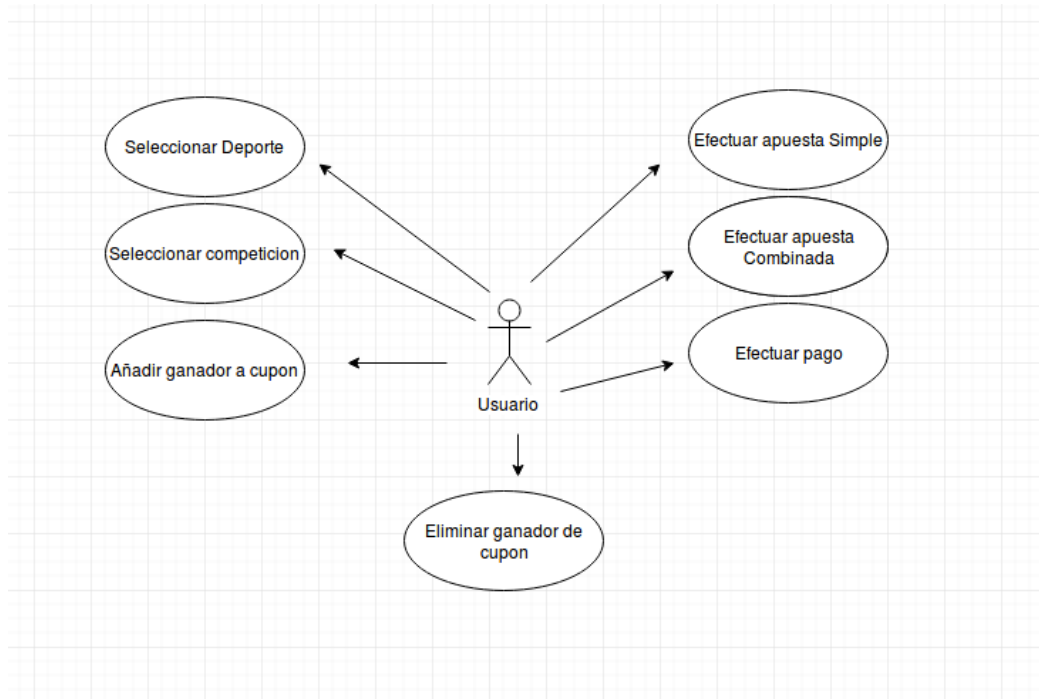 Seleccionar Deporte
Seleccionar competicion
Añadir ganador a cupon
Usuario
Efectuar apuesta Simple
Efectuar apuesta
Combinada
Efectuar pago
Eliminar ganador de
cupon